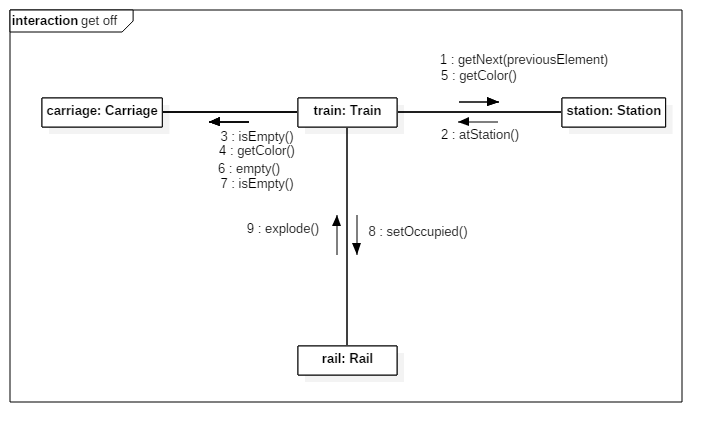 interaction get off
1 : getNext(previousElement)
5 : getColor()
carriage: Carriage
train: Train
station: Station
2 : atStation()
3 : isEmpty()
4 : getColor()
6 : empty()
7 : isEmpty()
9 : explode()
8 : setOccupied()
rail: Rail